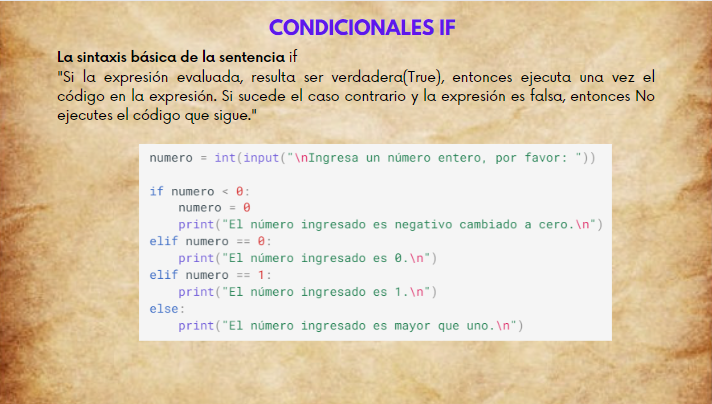 CONDICIONALES IF
La sintaxis básica de la sentencia if
"Si la expresión evaluada, resulta ser verdadera(True), entonces ejecuta una vez el
código en la expresión. Si sucede el caso contrario y la expresión es falsa, entonces No
ejecutes el código que sigue."
numero = int(input("\nIngresa un número entero, por favor: "))
if numero < 0:
    numero = 0
    print("El número ingresado es negativo cambiado a cero.\n")
elif numero == 0:
    print("El número ingresado es 0.\n")
elif numero == 1:
    print("El número ingresado es 1.\n")
else:
    print("El número ingresado es mayor que uno.\n")